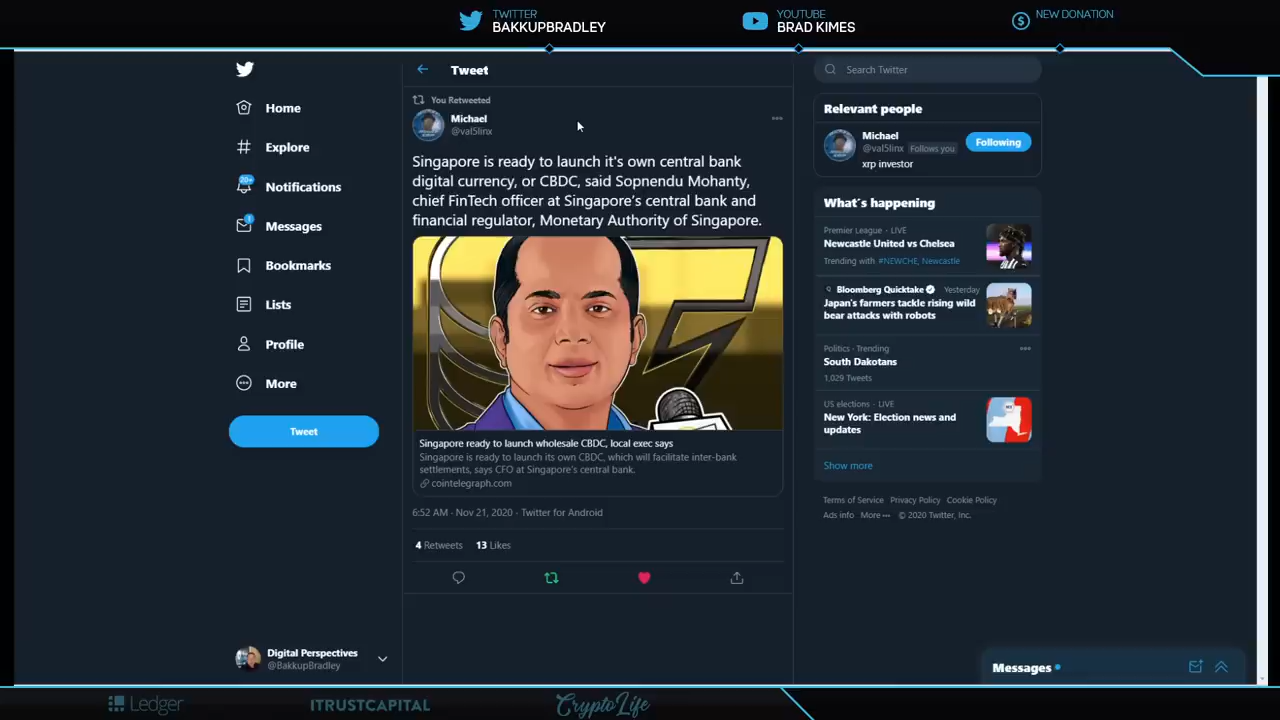 TWITTER
BAKKUPBRADLEY
YOUTUBE
BRAD KIMES
NEW DONATION
Home
Explore
20+
Notifications
1
Messages
Bookmarks
Lists
Profile
More
Tweet
Digital Perspectives
@BakkupBradley
Tweet
You Retweeted
Michael
@val5linx
Singapore is ready to launch it's own central bank
digital currency, or CBDC, said Sopnendu Mohanty,
chief FinTech officer at Singapore's central bank and
financial regulator, Monetary Authority of Singapore.
Singapore ready to launch wholesale CBDC, local exec says
Singapore is ready to launch its own CBDC, which will facilitate inter-bank
settlements, says CFO at Singapore's central bank.
cointelegraph.com
6:52 AM · Nov 21, 2020 · Twitter for Android
4 Retweets 13 Likes
Search Twitter
Relevant people
Michael
@val5linx Follows you
Following
xrp investor
What's happening
Premier League · LIVE
Newcastle United vs Chelsea
Trending with #NEWCHE, Newcastle
Bloomberg Quicktake Yesterday
Japan's farmers tackle rising wild
bear attacks with robots
Politics · Trending
South Dakotans
1,029 Tweets
US elections · LIVE
New York: Election news and
updates
Show more
Terms of Service Privacy Policy Cookie Policy
Ads info More ··· © 2020 Twitter, Inc.
Messages
Ledger
ITRUSTCAPITAL
CryptoLife